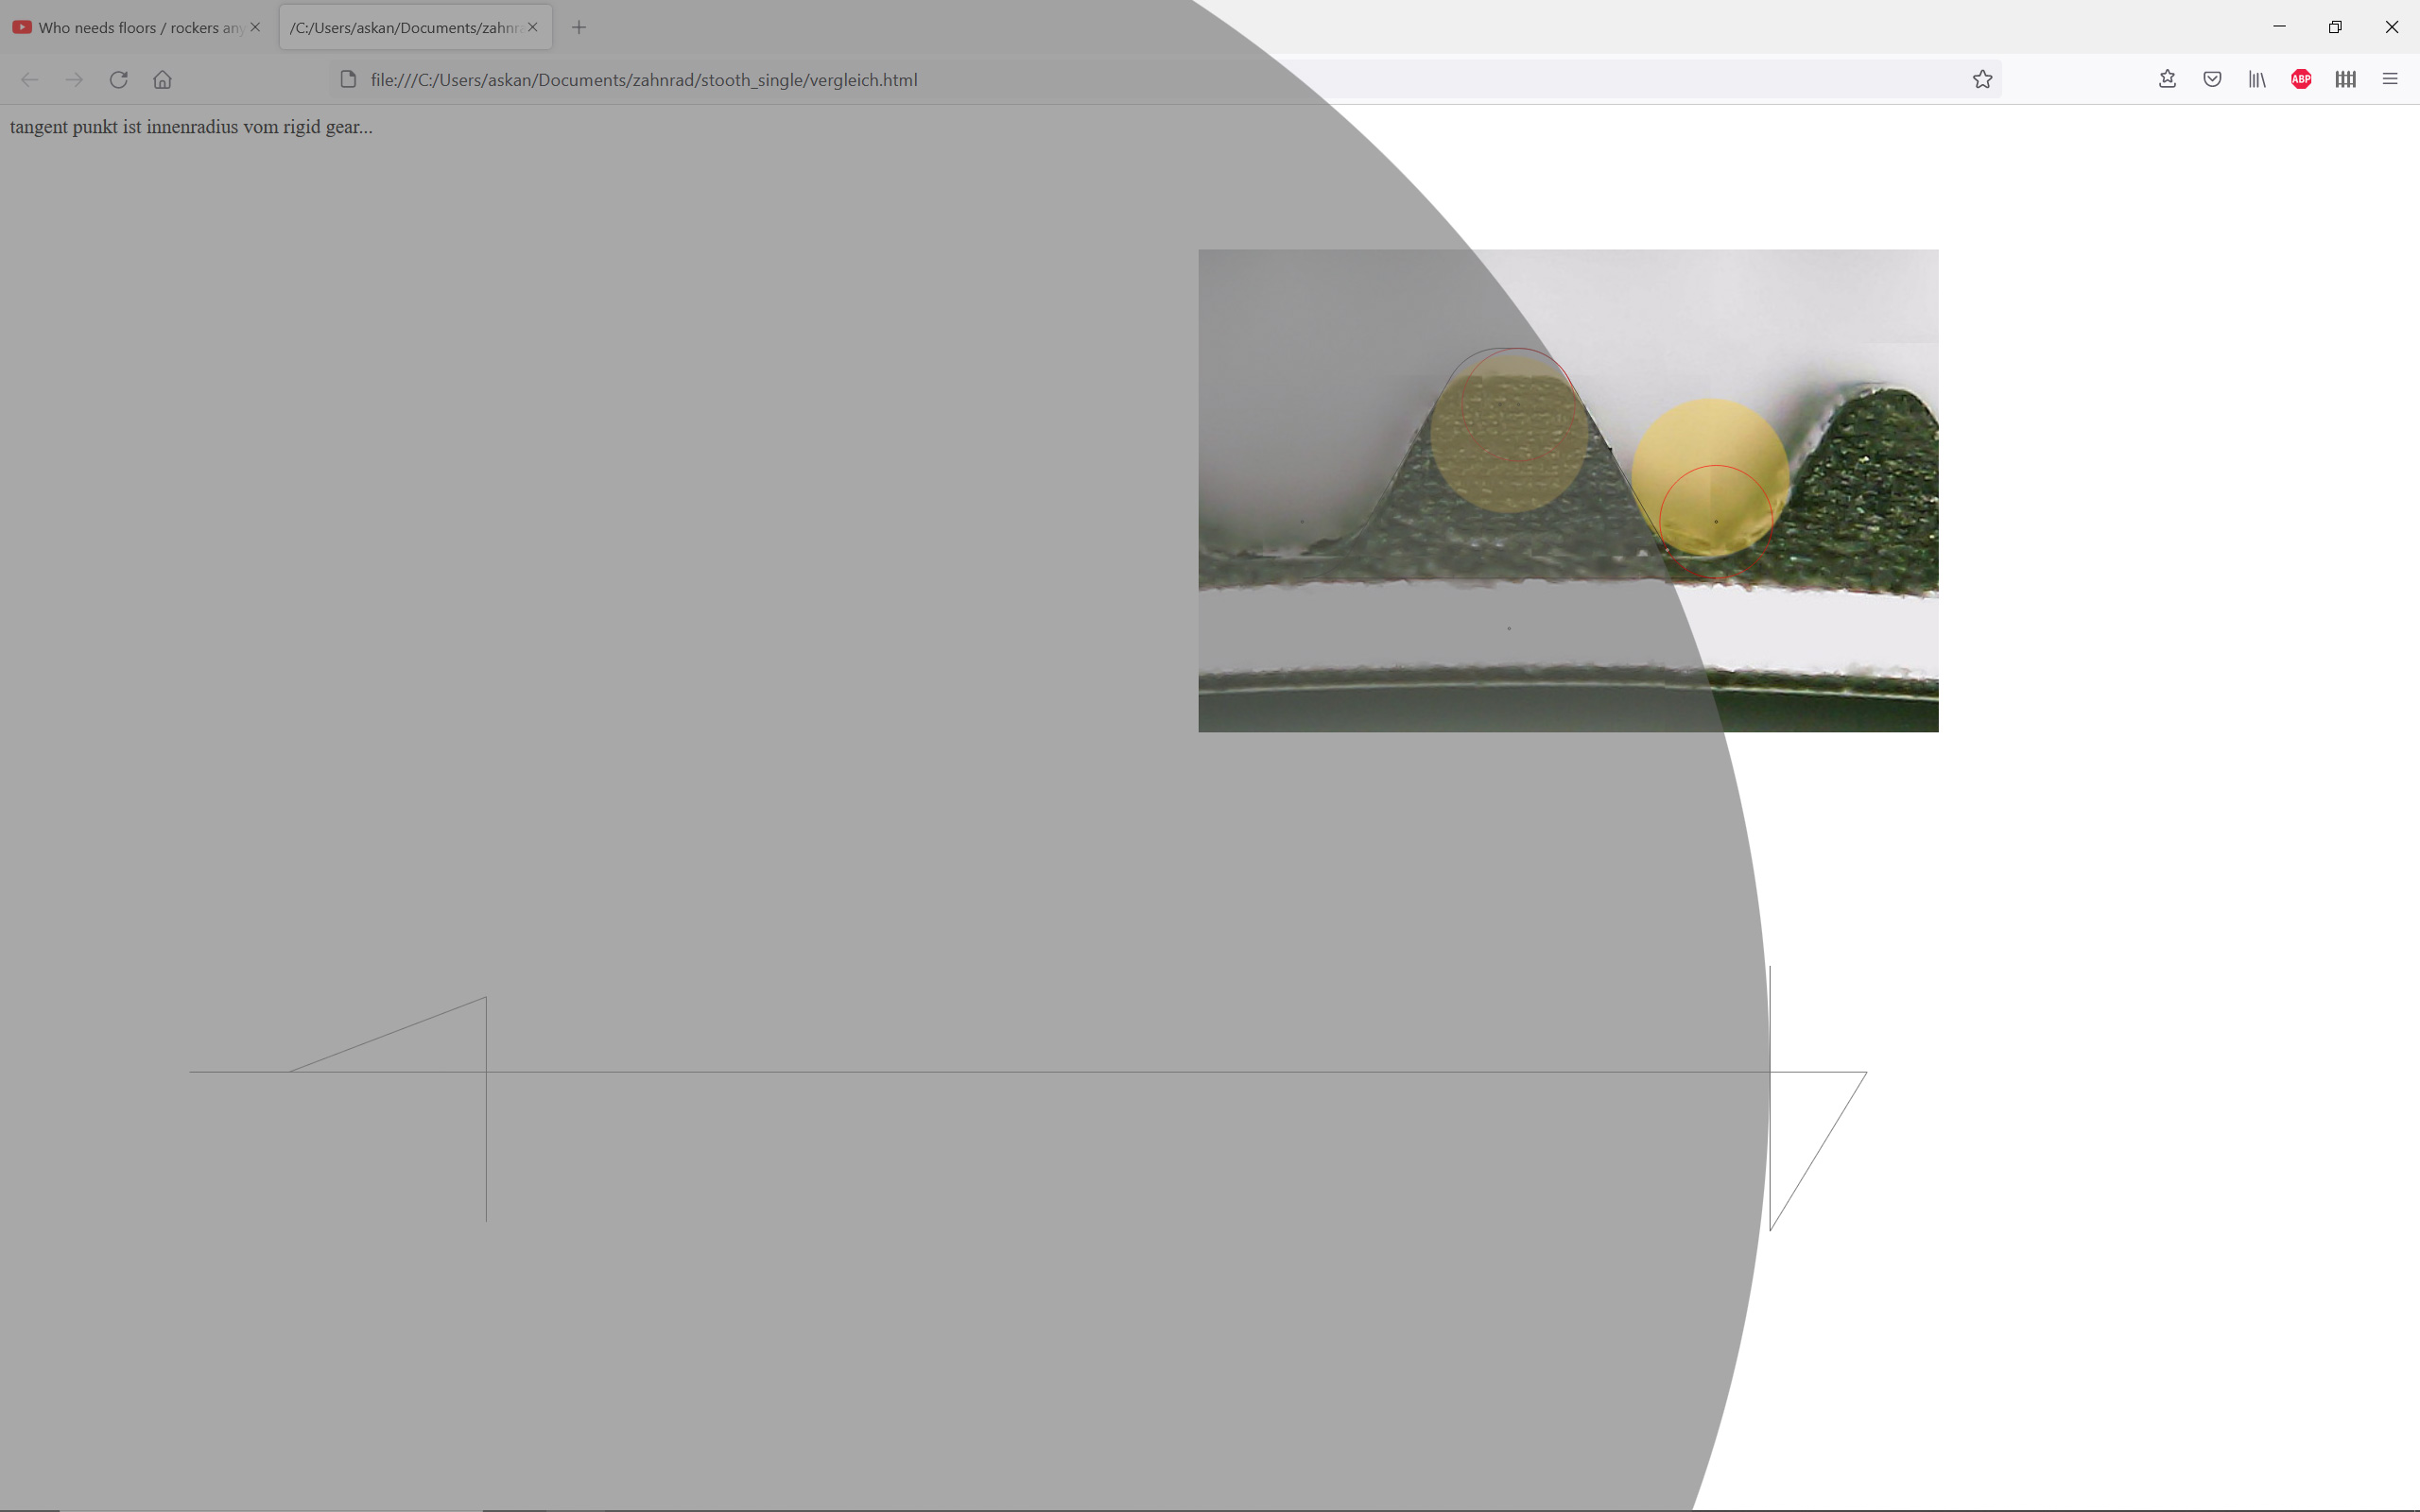 Who needs floors / rockers any
/C:/Users/askan/Documents/zahnra
file:///C:/Users/askan/Documents/zahnrad/stooth_single/vergleich.html
ABP
tangent punkt ist innenradius vom rigid gear...